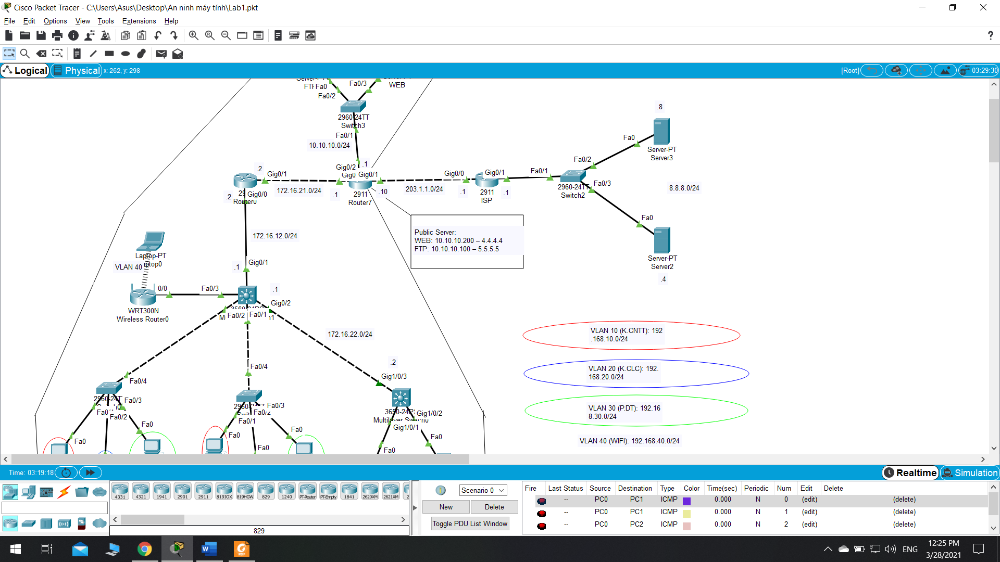 Cisco Packet Tracer - C:\Users\Asus\Desktop\An ninh máy tính\Lab1.pkt
File Edit Options View Tools Extensions Help
Logical Physical x: 262, y: 298 [Root] 03:29:30
FTP Fa0
Fa0/3
WEB
Fa0/2
2960-24TT
Switch3
Fa0/1
10.10.10.0/24
.8
Fa0
Server-PT
Server3
.2
Gig0/1
Gig0/2
.1
Gig0/1
Gig0/0
Gig0/1
Fa0/1
Fa0/2
Fa0/3
172.16.21.0/24
203.1.1.0/24
8.8.8.0/24
.2
Gig0/0
Router0
.1
2911
Router7
.10
.1
2911
ISP
.1
2960-24TT
Switch2
Fa0
Server-PT
Server2
.4
172.16.12.0/24
Public Server:
WEB: 10.10.10.200 – 4.4.4.4
FTP: 10.10.10.100 – 5.5.5.5
Laptop-PT
VLAN 40
.1
Gig0/1
0/0
Fa0/3
.1
Gig0/2
WRT300N
Wireless Router0
Fa0/2
Fa0/1
172.16.22.0/24
VLAN 10 (K.CNTT): 192
.168.10.0/24
VLAN 20 (K.CLC): 192.
168.20.0/24
VLAN 30 (P.DT): 192.16
8.30.0/24
VLAN 40 (WIFI): 192.168.40.0/24
Fa0/4
Fa0/4
.2
Gig1/0/3
Fa0/3
Fa0/2
Fa0
Fa0
Fa0/3
Fa0/2
Fa0/1
Fa0
Fa0
Fa0
Gig1/0/2
Gig1/0/1
Fa0
Fa0
Time: 03:19:18
Realtime Simulation
4331 4321 1941 2901 2911 819IOX 819HGW 829 1240 PT-Router PT-Empty 1841 2620XM 2621XM
829
Scenario 0
New Delete
Toggle PDU List Window
Fire Last Status Source Destination Type Color Time(sec) Periodic Num Edit Delete
-- PC0 PC1 ICMP 0.000 N 0 (edit) (delete)
-- PC0 PC1 ICMP 0.000 N 1 (edit) (delete)
-- PC0 PC2 ICMP 0.000 N 2 (edit) (delete)
ENG
12:25 PM
3/28/2021